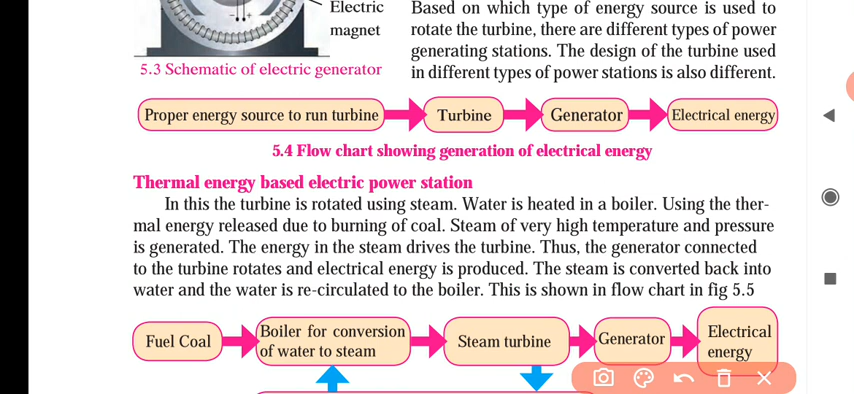 Electric
magnet
5.3 Schematic of electric generator
Based on which type of energy source is used to
rotate the turbine, there are different types of power
generating stations. The design of the turbine used
in different types of power stations is also different.
Proper energy source to run turbine
Turbine
Generator
Electrical energy
5.4 Flow chart showing generation of electrical energy
Thermal energy based electric power station
In this the turbine is rotated using steam. Water is heated in a boiler. Using the ther-
mal energy released due to burning of coal. Steam of very high temperature and pressure
is generated. The energy in the steam drives the turbine. Thus, the generator connected
to the turbine rotates and electrical energy is produced. The steam is converted back into
water and the water is re-circulated to the boiler. This is shown in flow chart in fig 5.5
Fuel Coal
Boiler for conversion
of water to steam
Steam turbine
Generator
Electrical
energy